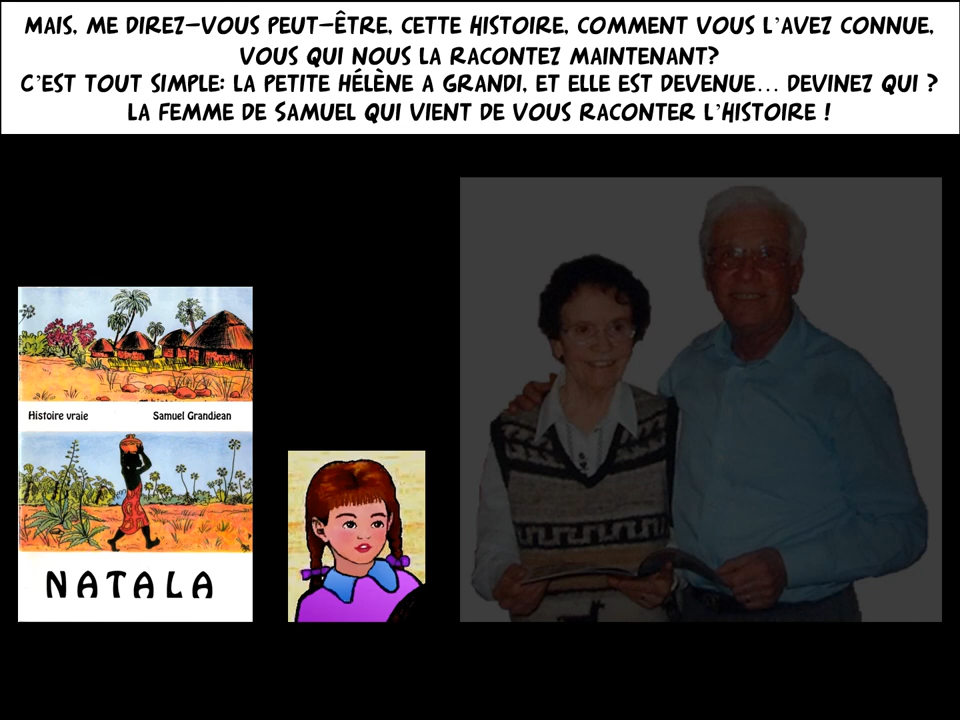 MAIS, ME DIREZ-VOUS PEUT-ÊTRE, CETTE HISTOIRE, COMMENT VOUS L'AVEZ CONNUE,
VOUS QUI NOUS LA RACONTEZ MAINTENANT?
C'EST TOUT SIMPLE: LA PETITE HÉLÈNE A GRANDI, ET ELLE EST DEVENUE... DEVINEZ QUI ?
LA FEMME DE SAMUEL QUI VIENT DE VOUS RACONTER L'HISTOIRE !
Histoire vraie Samuel Grandjean
NATALA